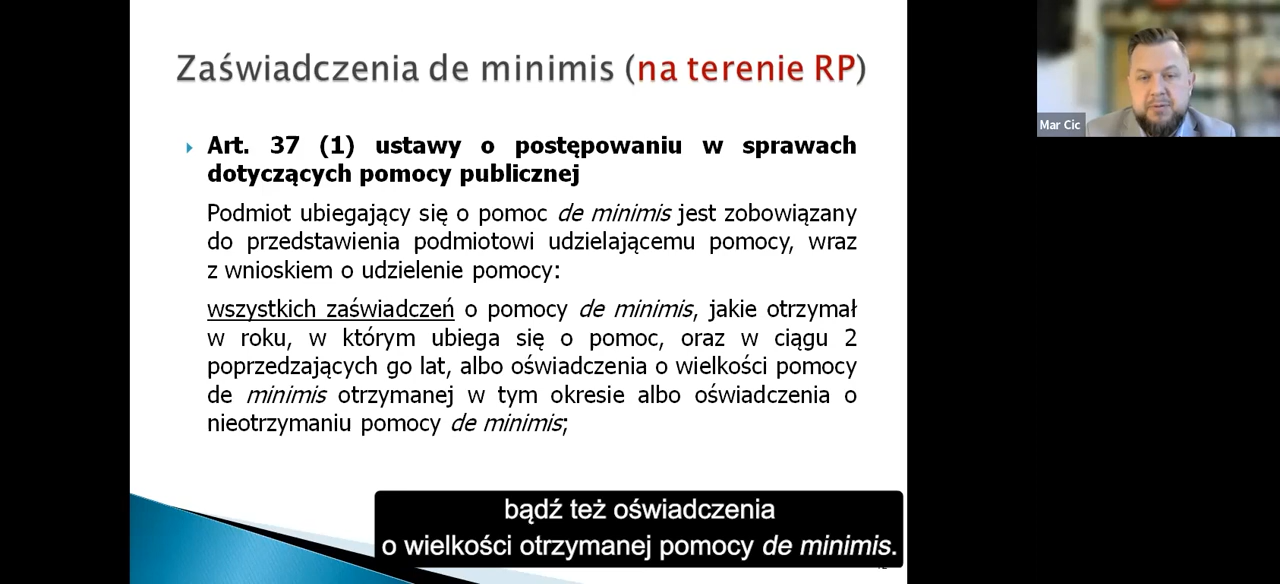 Zaświadczenia de minimis (na terenie RP)
Art. 37 (1) ustawy o postępowaniu w sprawach
dotyczących pomocy publicznej
Podmiot ubiegający się o pomoc de minimis jest zobowiązany
do przedstawienia podmiotowi udzielającemu pomocy, wraz
z wnioskiem o udzielenie pomocy:
wszystkich zaświadczeń o pomocy de minimis, jakie otrzymał
w roku, w którym ubiega się o pomoc, oraz w ciągu 2
poprzedzających go lat, albo oświadczenia o wielkości pomocy
de minimis otrzymanej w tym okresie albo oświadczenia o
nieotrzymaniu pomocy de minimis;
bądź też oświadczenia
o wielkości otrzymanej pomocy de minimis.
Mar Cic